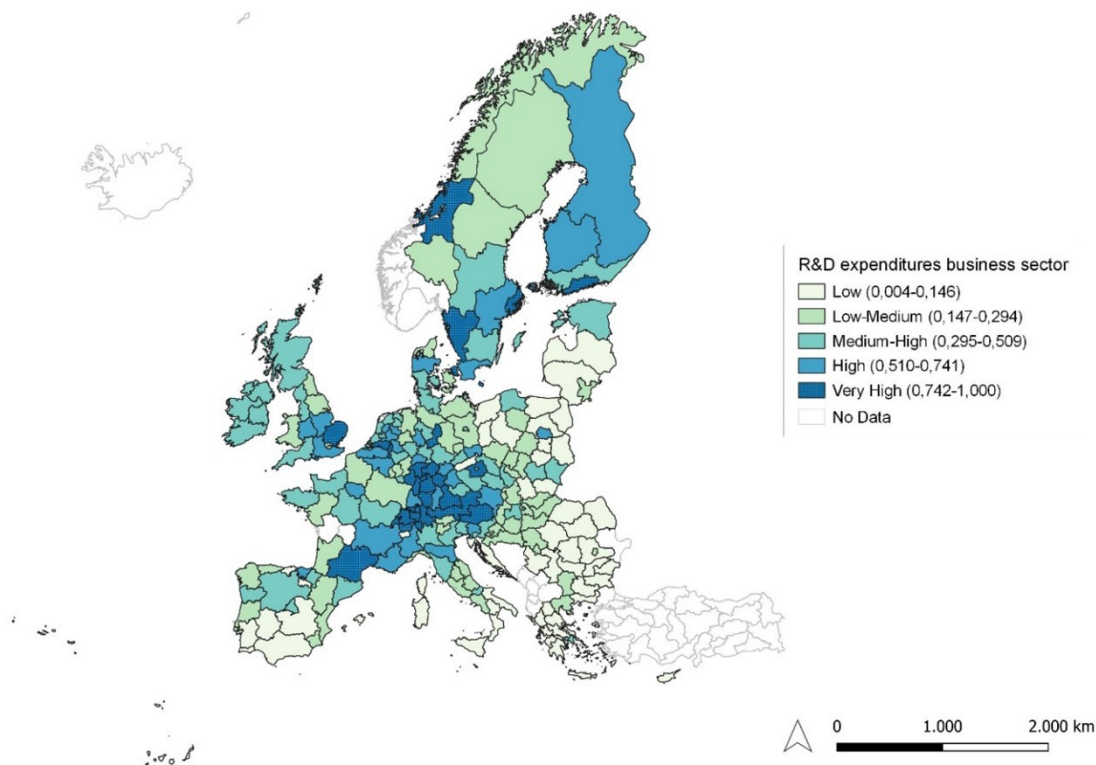 R&D expenditures business sector
Low (0,004-0,146)
Low-Medium (0,147-0,294)
Medium-High (0,295-0,509)
High (0,510-0,741)
Very High (0,742-1,000)
No Data
0 1.000 2.000 km